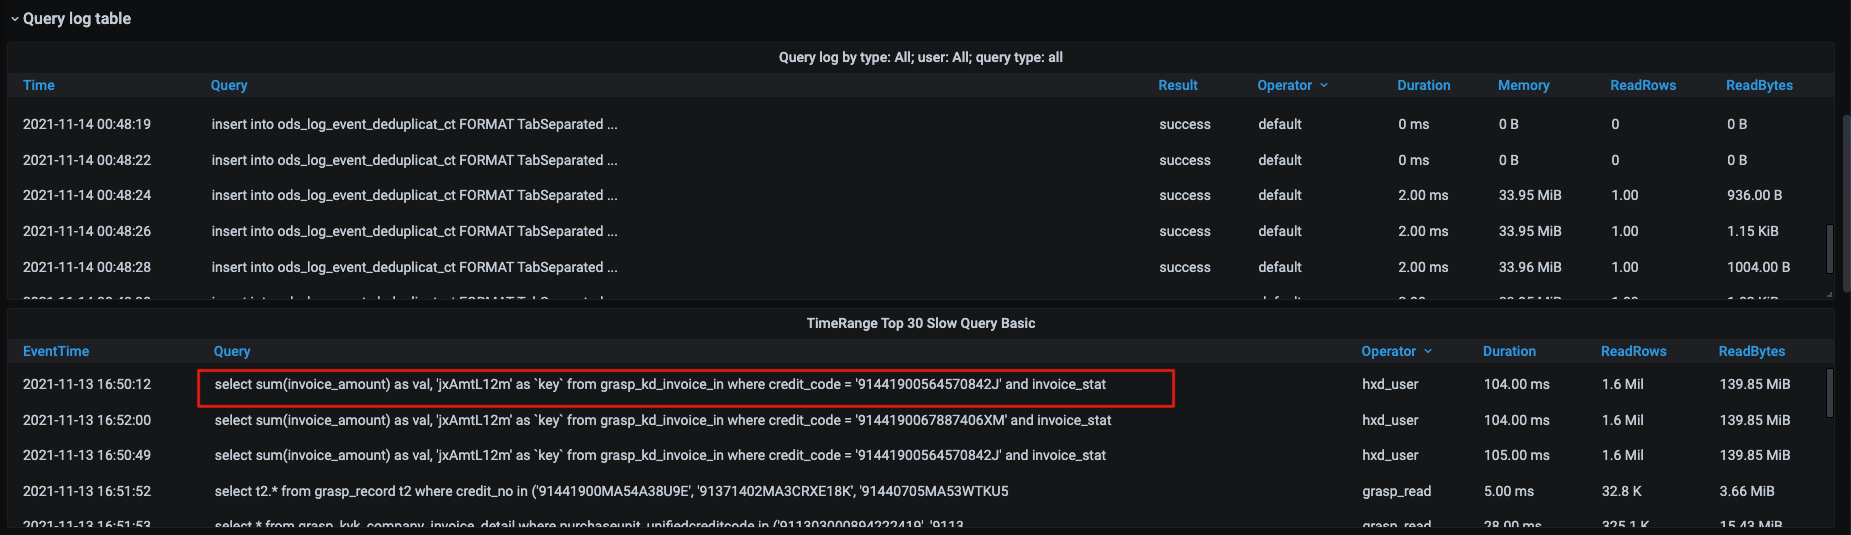 Query log table
Query log by type: All; user: All; query type: all
Time Query Result Operator Duration Memory ReadRows ReadBytes
2021-11-14 00:48:19 insert into ods_log_event_deduplicat_ct FORMAT TabSeparated ... success default 0 ms 0 B 0 0 B
2021-11-14 00:48:22 insert into ods_log_event_deduplicat_ct FORMAT TabSeparated ... success default 0 ms 0 B 0 0 B
2021-11-14 00:48:24 insert into ods_log_event_deduplicat_ct FORMAT TabSeparated ... success default 2.00 ms 33.95 MiB 1.00 936.00 B
2021-11-14 00:48:26 insert into ods_log_event_deduplicat_ct FORMAT TabSeparated ... success default 2.00 ms 33.95 MiB 1.00 1.15 KiB
2021-11-14 00:48:28 insert into ods_log_event_deduplicat_ct FORMAT TabSeparated ... success default 2.00 ms 33.96 MiB 1.00 1004.00 B
TimeRange Top 30 Slow Query Basic
EventTime Query Operator Duration ReadRows ReadBytes
2021-11-13 16:50:12 select sum(invoice_amount) as val, 'jxAmtL12m' as `key` from grasp_kd_invoice_in where credit_code = '91441900564570842J' and invoice_stat hxd_user 104.00 ms 1.6 Mil 139.85 MiB
2021-11-13 16:52:00 select sum(invoice_amount) as val, 'jxAmtL12m' as `key` from grasp_kd_invoice_in where credit_code = '9144190067887406XM' and invoice_stat hxd_user 104.00 ms 1.6 Mil 139.85 MiB
2021-11-13 16:50:49 select sum(invoice_amount) as val, 'jxAmtL12m' as `key` from grasp_kd_invoice_in where credit_code = '91441900564570842J' and invoice_stat hxd_user 105.00 ms 1.6 Mil 139.85 MiB
2021-11-13 16:51:52 select t2.* from grasp_record t2 where credit_no in ('91441900MA54A38U9E', '91371402MA3CRXE18K', '91440705MA53WTKU5 grasp_read 5.00 ms 32.8 K 3.66 MiB
2021-11-13 16:51:53 select * from grasp_kyk_company_invoice_detail where purchaseunit_unifiedcreditcode in ('911303000894222419', '9113 grasp_read 28.00 ms 325.1 K 15.43 MiB